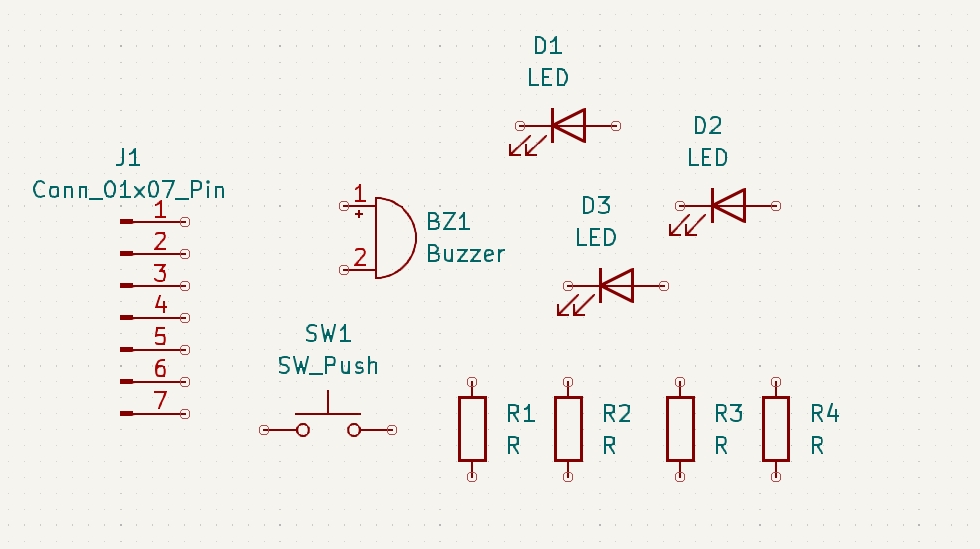 D1
LED
D2
LED
J1
Conn_01x07_Pin
1
2
3
4
5
6
7
1
+
2
BZ1
Buzzer
D3
LED
SW1
SW_Push
R1
R
R2
R
R3
R
R4
R